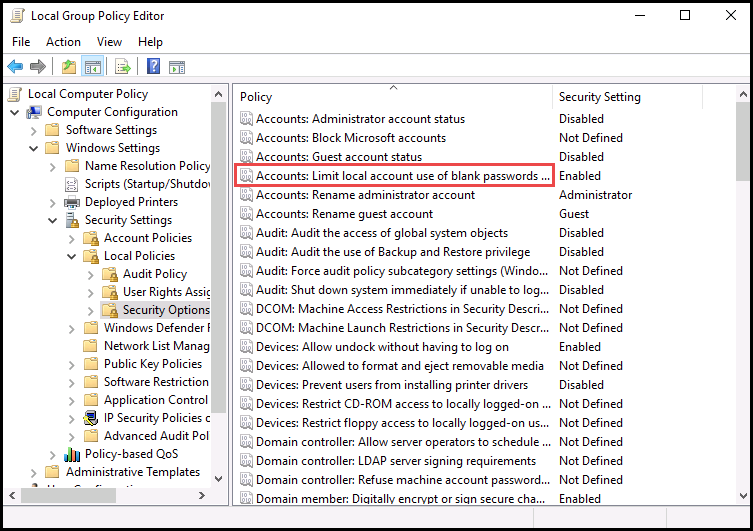 Local Group Policy Editor
File Action View Help
Local Computer Policy
Computer Configuration
Software Settings
Windows Settings
Name Resolution Policy
Scripts (Startup/Shutdow
Deployed Printers
Security Settings
Account Policies
Local Policies
Audit Policy
User Rights Assig
Security Options
Windows Defender F
Network List Manag
Public Key Policies
Software Restriction
Application Control
IP Security Policies o
Advanced Audit Pol
Policy-based QoS
Administrative Templates
Policy Security Setting
Accounts: Administrator account status Disabled
Accounts: Block Microsoft accounts Not Defined
Accounts: Guest account status Disabled
Accounts: Limit local account use of blank passwords ... Enabled
Accounts: Rename administrator account Administrator
Accounts: Rename guest account Guest
Audit: Audit the access of global system objects Disabled
Audit: Audit the use of Backup and Restore privilege Disabled
Audit: Force audit policy subcategory settings (Windo... Not Defined
Audit: Shut down system immediately if unable to log... Disabled
DCOM: Machine Access Restrictions in Security Descri... Not Defined
DCOM: Machine Launch Restrictions in Security Descri... Not Defined
Devices: Allow undock without having to log on Enabled
Devices: Allowed to format and eject removable media Not Defined
Devices: Prevent users from installing printer drivers Disabled
Devices: Restrict CD-ROM access to locally logged-on ... Not Defined
Devices: Restrict floppy access to locally logged-on us... Not Defined
Domain controller: Allow server operators to schedule ... Not Defined
Domain controller: LDAP server signing requirements Not Defined
Domain controller: Refuse machine account password... Not Defined
Domain member: Digitally encrypt or sign secure cha... Enabled